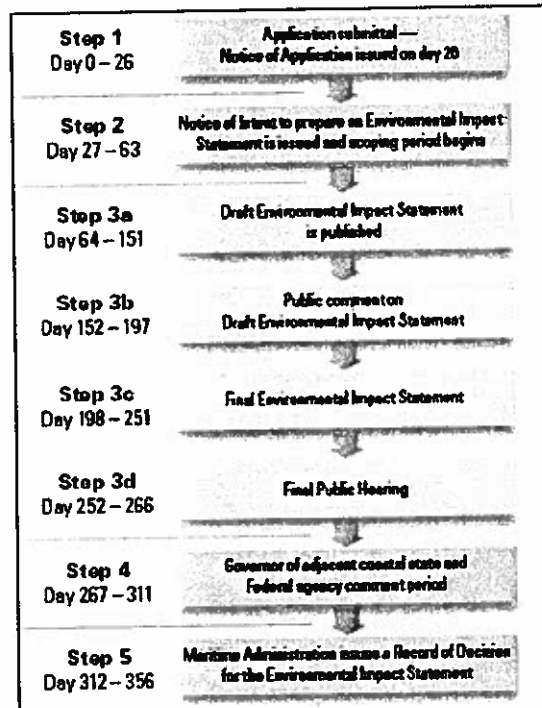 Step 1
Day 0 – 26
Application submittal —
Notice of Application issued on day 26
Step 2
Day 27 – 63
Notice of Intent to prepare an Environmental Impact
Statement is issued and scoping period begins
Step 3a
Day 64 – 151
Draft Environmental Impact Statement
is published
Step 3b
Day 152 – 197
Public comment on
Draft Environmental Impact Statement
Step 3c
Day 198 – 251
Final Environmental Impact Statement
Step 3d
Day 252 – 266
Final Public Hearing
Step 4
Day 267 – 311
Governor of adjacent coastal state and
Federal agency comment period
Step 5
Day 312 – 356
Maritime Administration issues a Record of Decision
for the Environmental Impact Statement